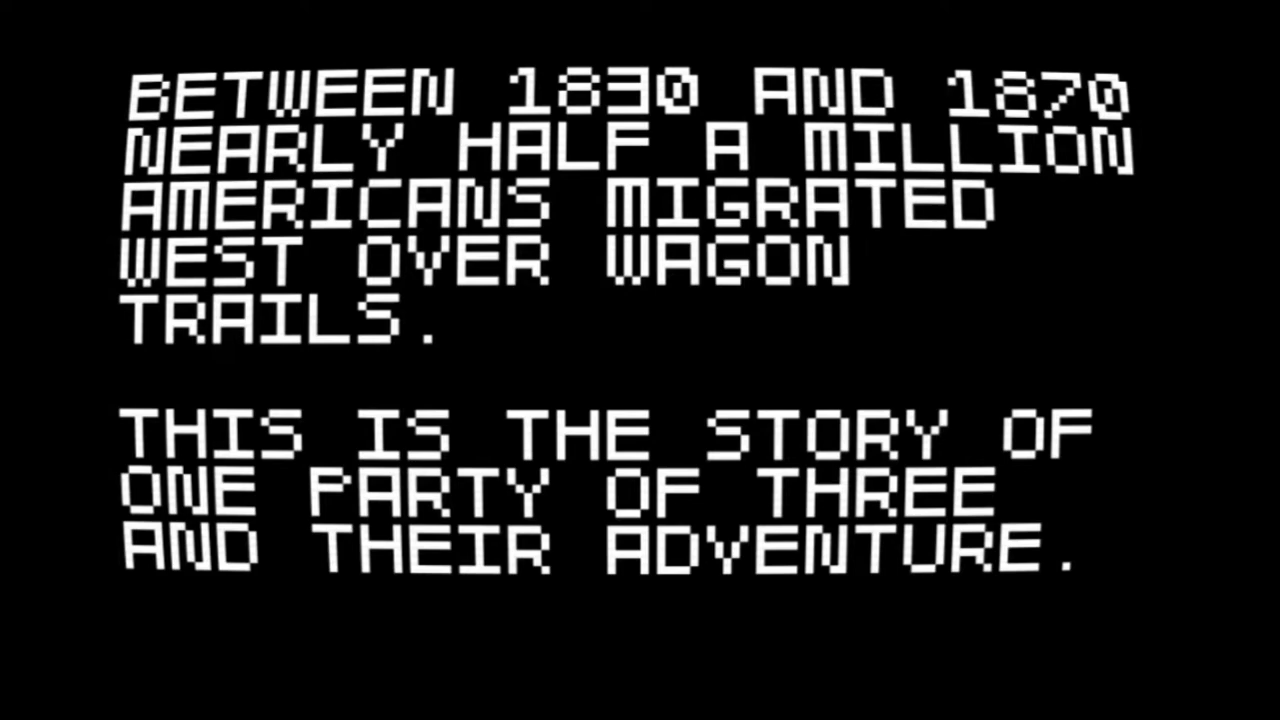 BETWEEN 1830 AND 1870
NEARLY HALF A MILLION
AMERICANS MIGRATED
WEST OVER WAGON
TRAILS.
THIS IS THE STORY OF
ONE PARTY OF THREE
AND THEIR ADVENTURE.